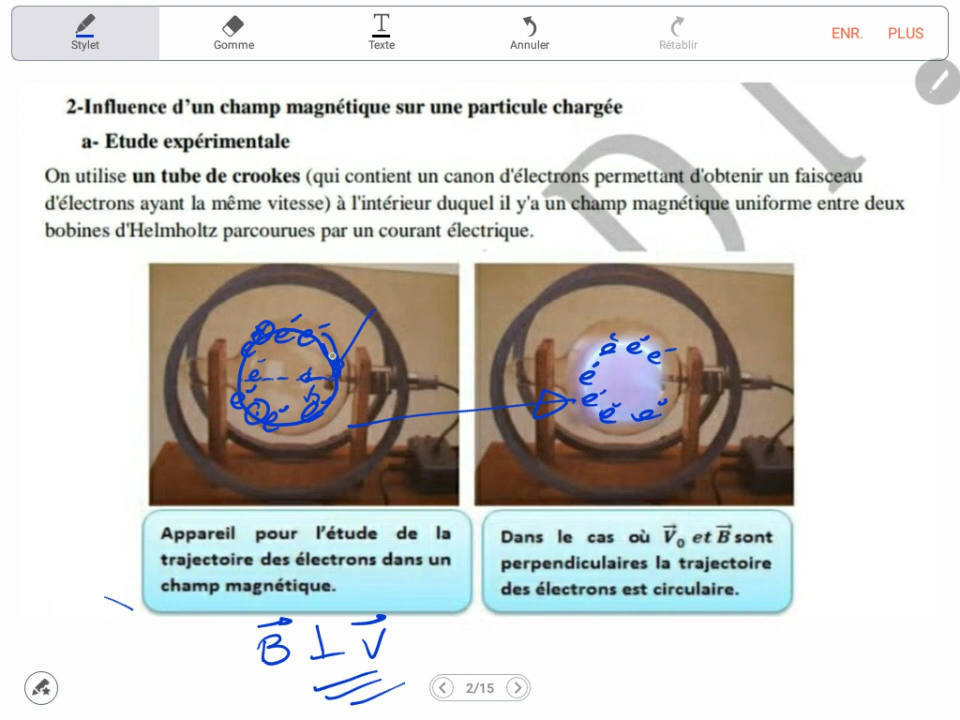 Stylet
Gomme
Texte
Annuler
Rétablir
ENR.
PLUS
2-Influence d'un champ magnétique sur une particule chargée
a- Etude expérimentale
On utilise un tube de crookes (qui contient un canon d'électrons permettant d'obtenir un faisceau
d'électrons ayant la même vitesse) à l'intérieur duquel il y'a un champ magnétique uniforme entre deux
bobines d'Helmholtz parcourues par un courant électrique.
e⁻ e⁻ e⁻
e⁻ e⁻ e⁻
e⁻
e⁻
e⁻ e⁻
Appareil pour l'étude de la
trajectoire des électrons dans un
champ magnétique.
Dans le cas où V⃗₀ et B⃗ sont
perpendiculaires la trajectoire
des électrons est circulaire.
B⃗ ⊥ V⃗
2/15